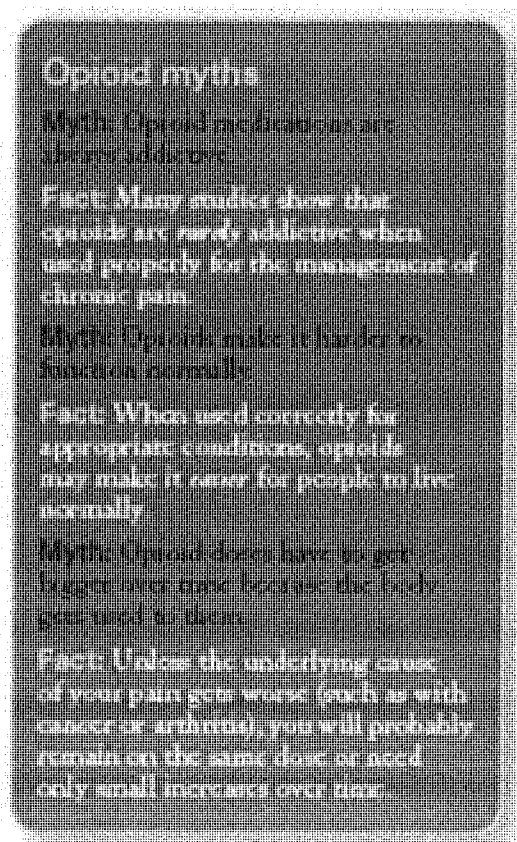 Opioid myths
Myth: Opioid medications are
always addictive.
Fact: Many studies show that
opioids are rarely addictive when
used properly for the management of
chronic pain.
Myth: Opioids make it harder to
function normally.
Fact: When used correctly for
appropriate conditions, opioids
may make it easier for people to live
normally.
Myth: Opioid doses have to get
bigger over time because the body
gets used to them.
Fact: Unless the underlying cause
of your pain gets worse (such as with
cancer or arthritis), you will probably
remain on the same dose or need
only small increases over time.